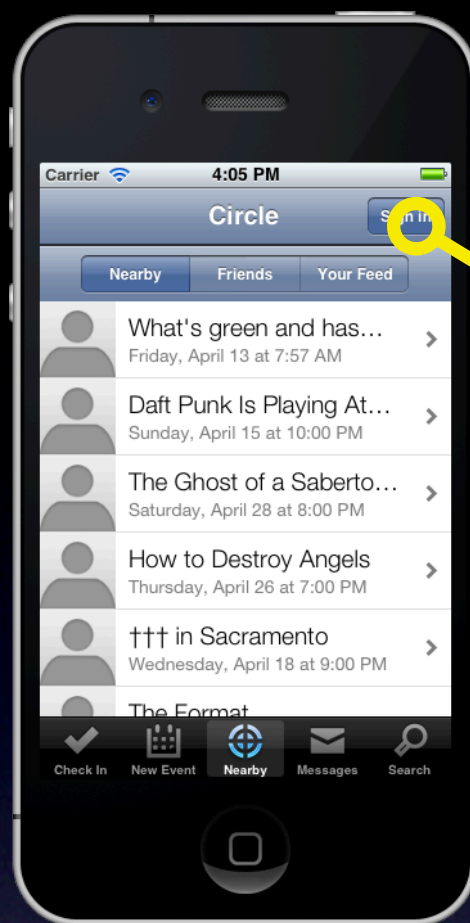 Carrier 4:05 PM
Circle Sign In
Nearby Friends Your Feed
What's green and has…
Friday, April 13 at 7:57 AM
Daft Punk Is Playing At…
Sunday, April 15 at 10:00 PM
The Ghost of a Saberto…
Saturday, April 28 at 8:00 PM
How to Destroy Angels
Thursday, April 26 at 7:00 PM
††† in Sacramento
Wednesday, April 18 at 9:00 PM
The Format
Check In New Event Nearby Messages Search